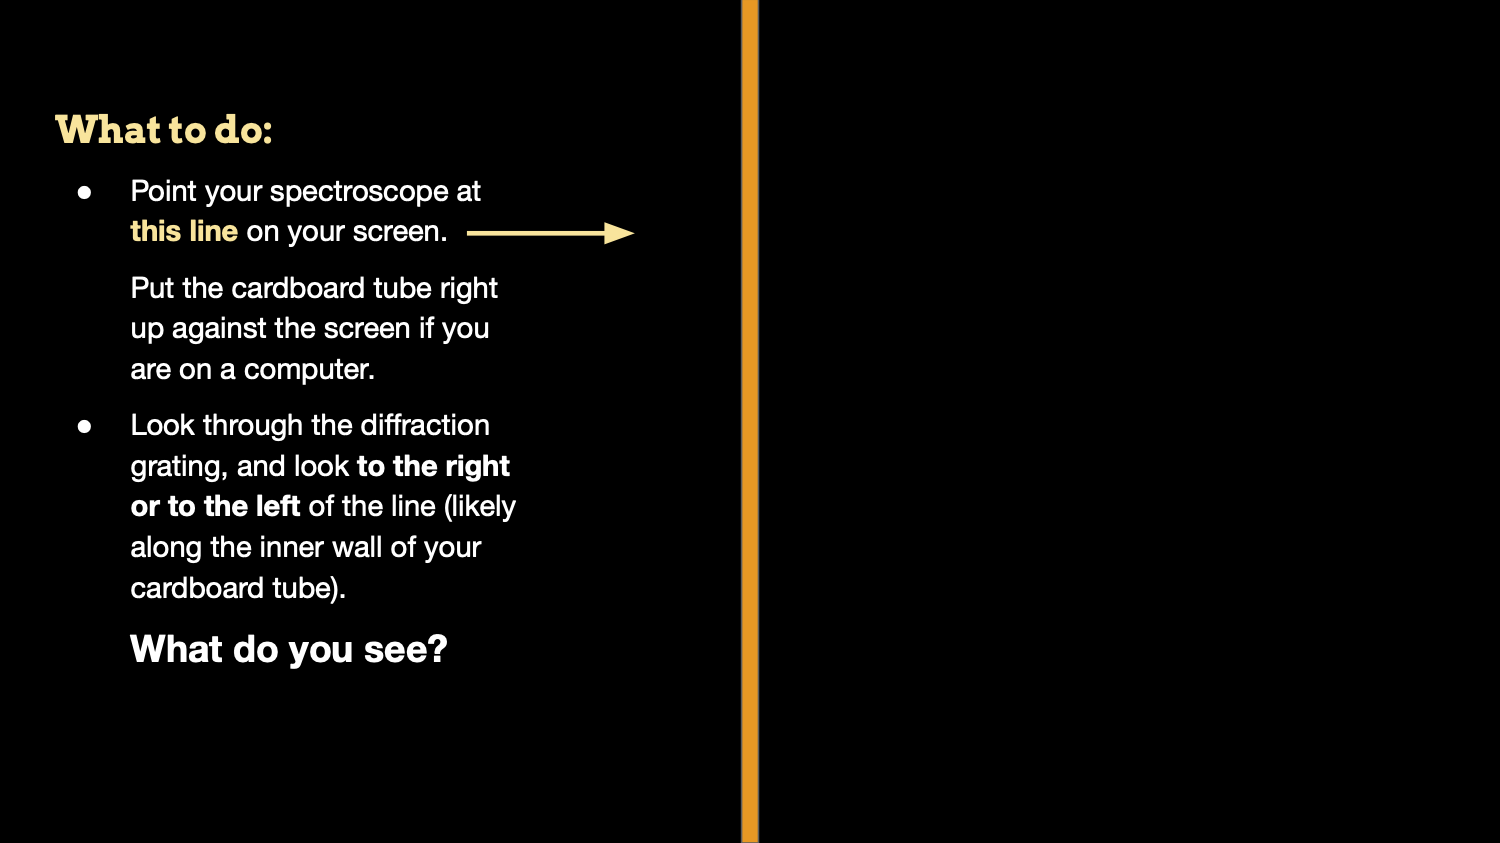 What to do:
● Point your spectroscope at
this line on your screen.
Put the cardboard tube right
up against the screen if you
are on a computer.
● Look through the diffraction
grating, and look to the right
or to the left of the line (likely
along the inner wall of your
cardboard tube).
What do you see?